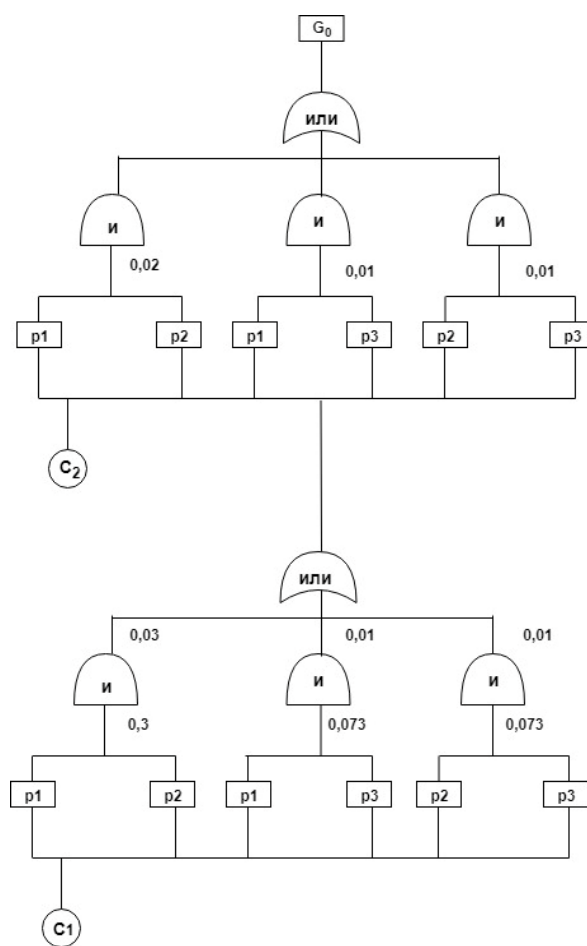 G0
или
и и и
0,02 0,01 0,01
p1 p2 p1 p3 p2 p3
C2
или
0,03 0,01 0,01
и и и
0,3 0,073 0,073
p1 p2 p1 p3 p2 p3
C1